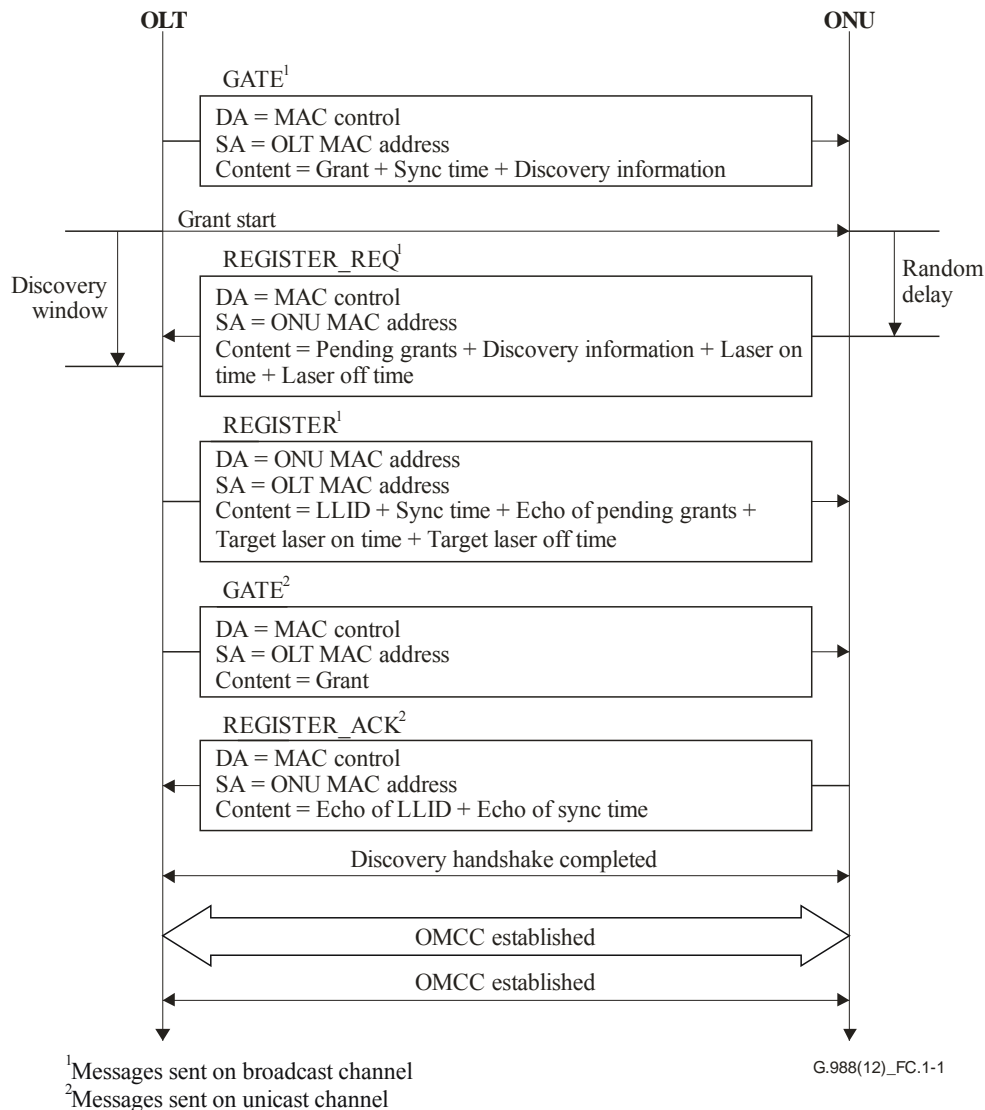 OLT
ONU
GATE1
DA = MAC control
SA = OLT MAC address
Content = Grant + Sync time + Discovery information
Grant start
Discovery
window
Random
delay
REGISTER_REQ1
DA = MAC control
SA = ONU MAC address
Content = Pending grants + Discovery information + Laser on
time + Laser off time
REGISTER1
DA = ONU MAC address
SA = OLT MAC address
Content = LLID + Sync time + Echo of pending grants +
Target laser on time + Target laser off time
GATE2
DA = MAC control
SA = OLT MAC address
Content = Grant
REGISTER_ACK2
DA = MAC control
SA = ONU MAC address
Content = Echo of LLID + Echo of sync time
Discovery handshake completed
OMCC established
OMCC established
1Messages sent on broadcast channel
2Messages sent on unicast channel
G.988(12)_FC.1-1